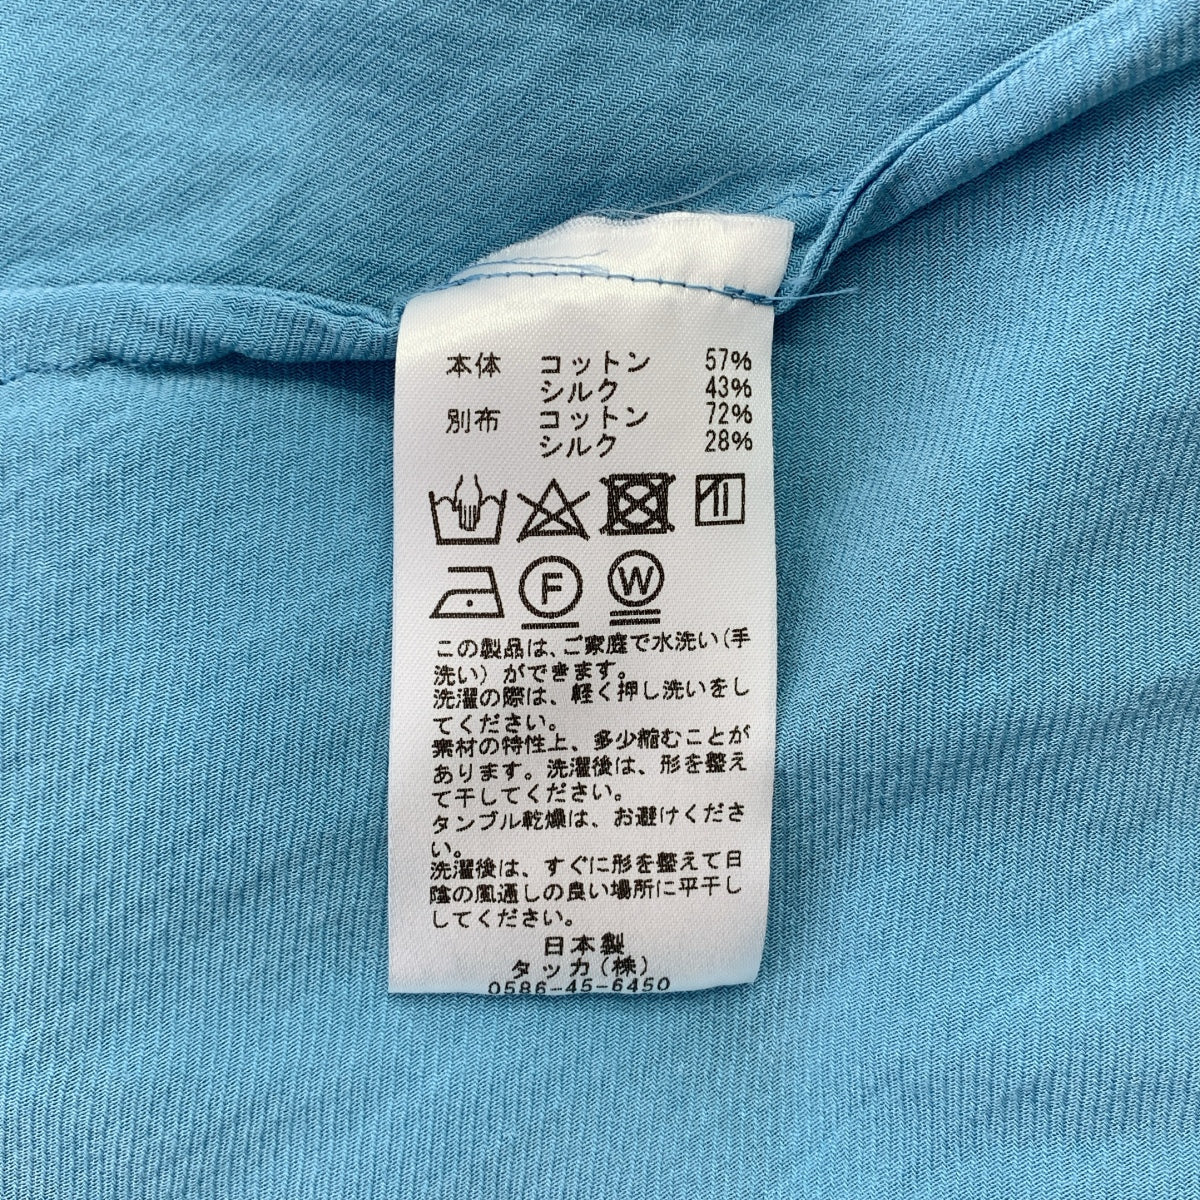 本体 コットン 57%
シルク 43%
別布 コットン 72%
シルク 28%
F W
この製品は、ご家庭で水洗い(手
洗い)ができます。
洗濯の際は、軽く押し洗いをし
てください。
素材の特性上、多少縮むことが
あります。洗濯後は、形を整え
て干してください。
タンブル乾燥は、お避けくださ
い。
洗濯後は、すぐに形を整えて日
陰の風通しの良い場所に平干し
してください。
日本製
タッカ(株)
0586-45-6450